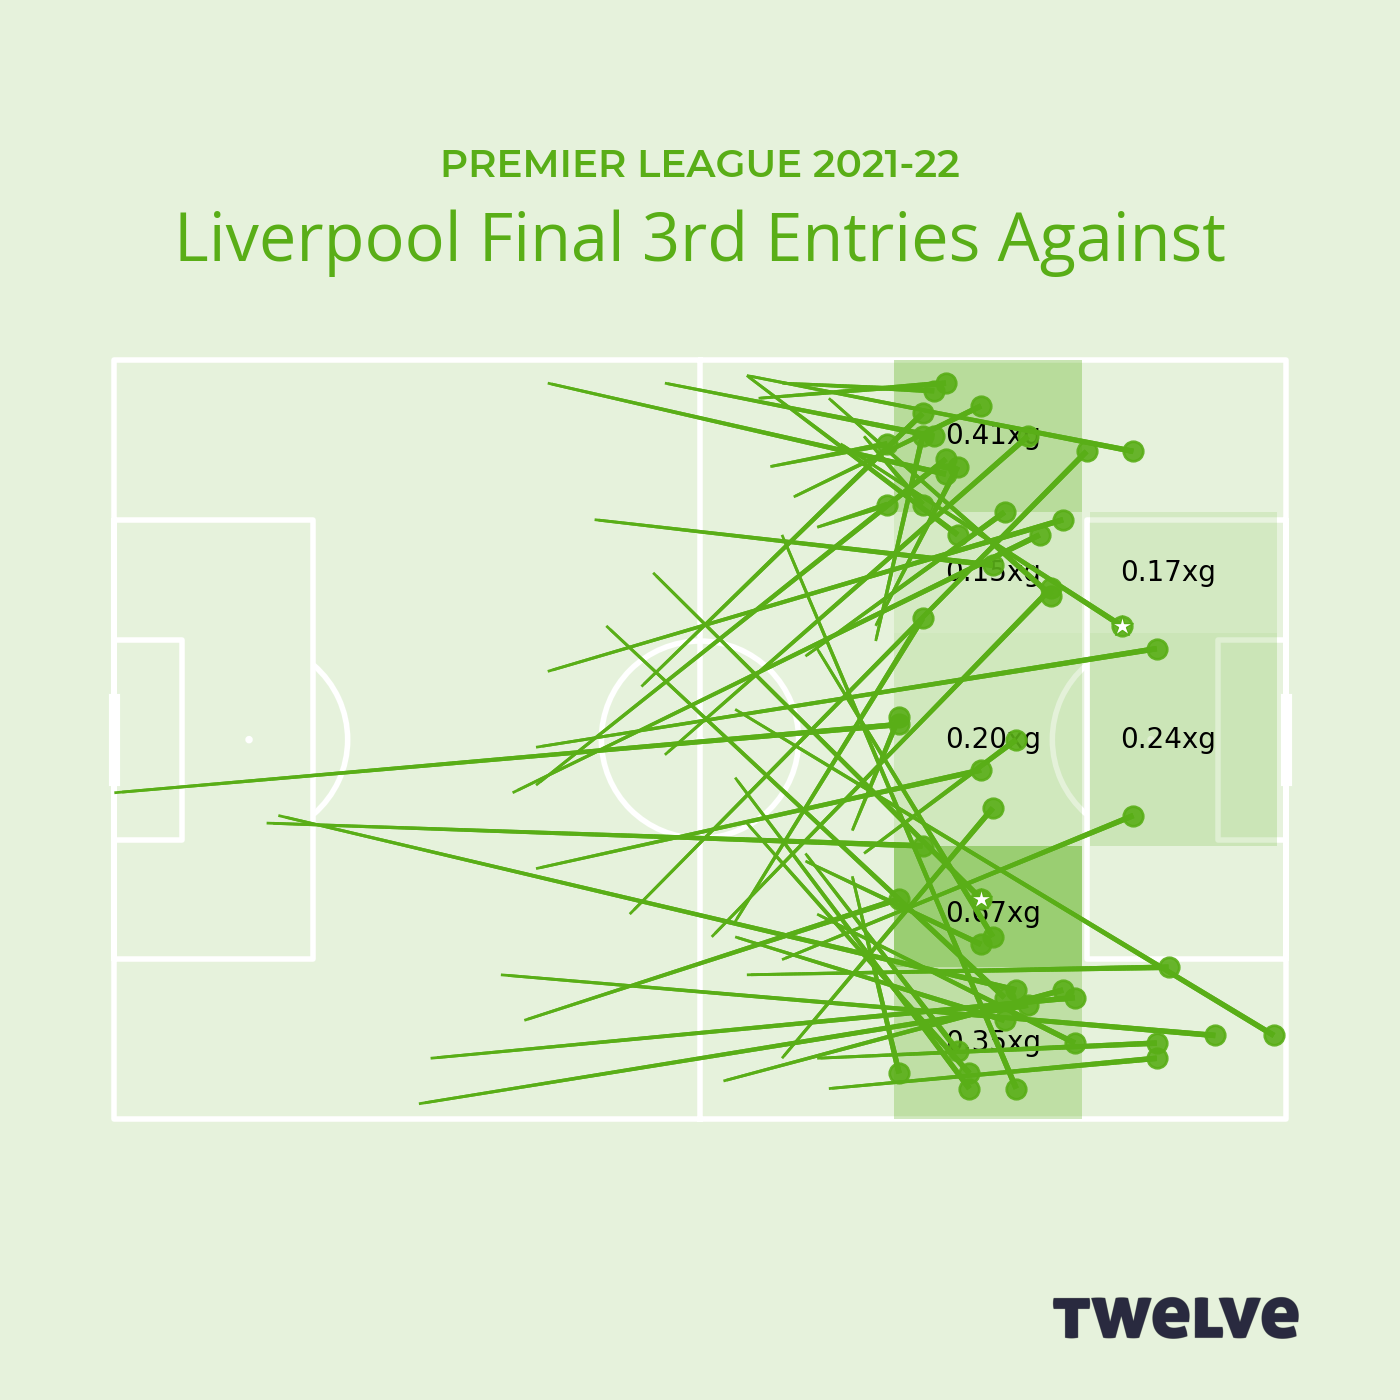 PREMIER LEAGUE 2021-22
Liverpool Final 3rd Entries Against
0.41xg
0.15xg
0.17xg
0.20xg
0.24xg
0.67xg
0.35xg
TWELVE